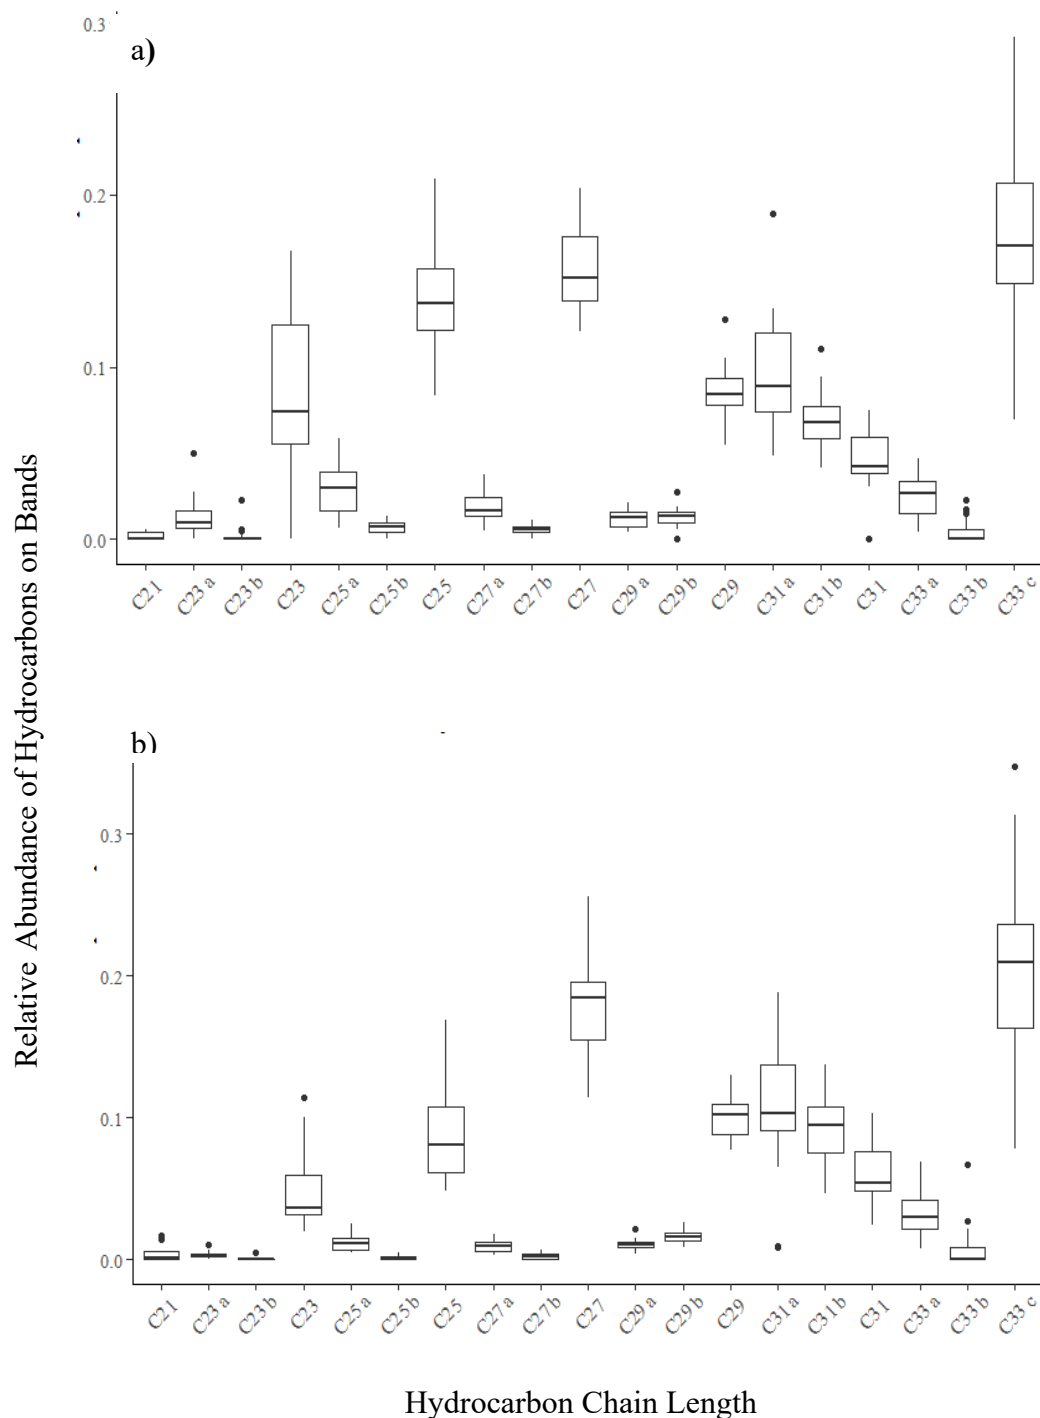 Relative Abundance of Hydrocarbons on Bands
a)
0.3
0.2
0.1
0.0
C21 C23 a C23 b C23 C25 a C25 b C25 C27 a C27 b C27 C29 a C29 b C29 C31 a C31 b C31 C33 a C33 b C33 c
b)
0.3
0.2
0.1
0.0
C21 C23 a C23 b C23 C25 a C25 b C25 C27 a C27 b C27 C29 a C29 b C29 C31 a C31 b C31 C33 a C33 b C33 c
Hydrocarbon Chain Length